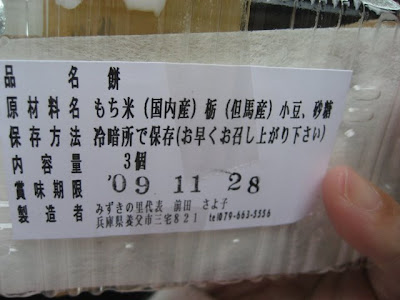 品名 餅
原材料名 もち米（国内産）栃（但馬産）小豆、砂糖
保存方法 冷暗所で保存(お早くお召し上がり下さい)
内容量 3個
賞味期限 '09 11 28
製造者 みずきの里代表 前田 さよ子
兵庫県養父市三宅821 tel079-663-5556